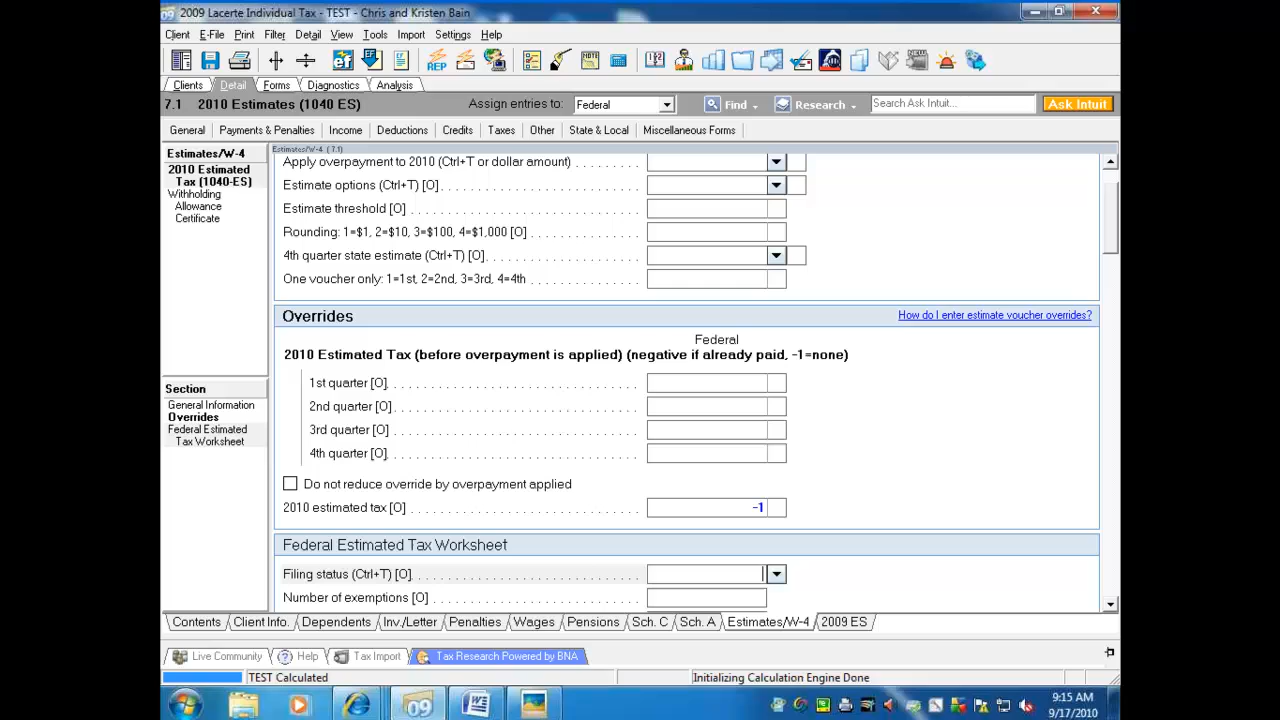 2009 Lacerte Individual Tax - TEST - Chris and Kristen Bain
Client E-File Print Filter Detail View Tools Import Settings Help
REP
Clients Detail Forms Diagnostics Analysis
7.1 2010 Estimates (1040 ES) Assign entries to: Federal Find Research Search Ask Intuit... Ask Intuit
General Payments & Penalties Income Deductions Credits Taxes Other State & Local Miscellaneous Forms
Estimates/W-4
2010 Estimated
Tax (1040-ES)
Withholding
Allowance
Certificate
Section
General Information
Overrides
Federal Estimated
Tax Worksheet
Estimates/W-4 ( 7.1)
Apply overpayment to 2010 (Ctrl+T or dollar amount)
Estimate options (Ctrl+T) [O]
Estimate threshold [O]
Rounding: 1=$1, 2=$10, 3=$100, 4=$1,000 [O]
4th quarter state estimate (Ctrl+T) [O]
One voucher only: 1=1st, 2=2nd, 3=3rd, 4=4th
Overrides How do I enter estimate voucher overrides?
Federal
2010 Estimated Tax (before overpayment is applied) (negative if already paid, -1=none)
1st quarter [O]
2nd quarter [O]
3rd quarter [O]
4th quarter [O]
Do not reduce override by overpayment applied
2010 estimated tax [O] -1
Federal Estimated Tax Worksheet
Filing status (Ctrl+T) [O]
Number of exemptions [O]
Contents Client Info. Dependents Inv./Letter Penalties Wages Pensions Sch. C Sch. A Estimates/W-4 2009 ES
Live Community Help Tax Import Tax Research Powered by BNA
TEST Calculated Initializing Calculation Engine Done
09 9:15 AM
9/17/2010